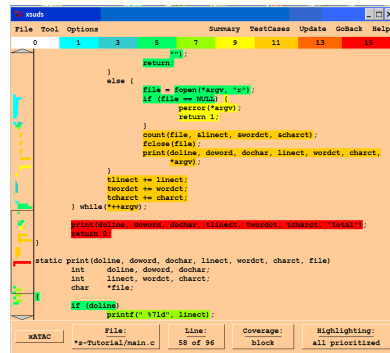 xsuds
File Tool Options Summary TestCases Update GoBack Help
0 1 3 5 7 9 11 13 15
"");
return;
}
else {
file = fopen(*argv, "r");
if (file == NULL) {
perror(*argv);
return 1;
}
count(file, &linect, &wordct, &charct);
fclose(file);
print(doline, doword, dochar, linect, wordct, charct,
*argv);
}
tlinect += linect;
twordct += wordct;
tcharct += charct;
} while(*++argv);
print(doline, doword, dochar, tlinect, twordct, tcharct, "total");
return 0;
}
static print(doline, doword, dochar, linect, wordct, charct, file)
int doline, doword, dochar;
int linect, wordct, charct;
char *file;
{
if (doline)
printf(" %7ld", linect);
xATAC
File: Line: Coverage: Highlighting:
*s-Tutorial/main.c 58 of 96 block all prioritized